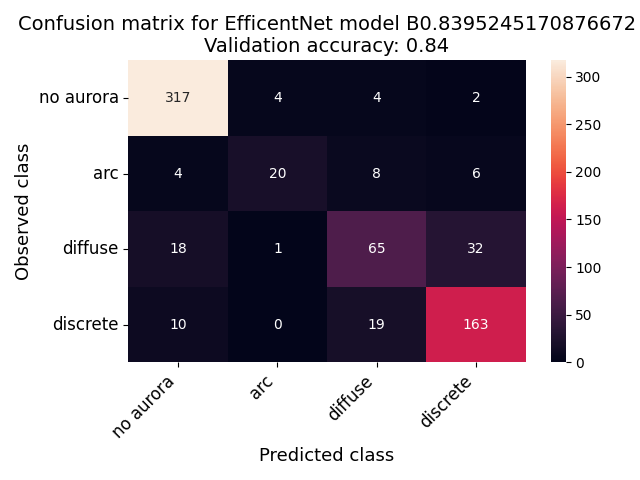 Confusion matrix for EfficentNet model B0.8395245170876672
Validation accuracy: 0.84
no aurora 317 4 4 2
arc 4 20 8 6
diffuse 18 1 65 32
discrete 10 0 19 163
no aurora arc diffuse discrete
Predicted class
Observed class
300
250
200
150
100
50
0